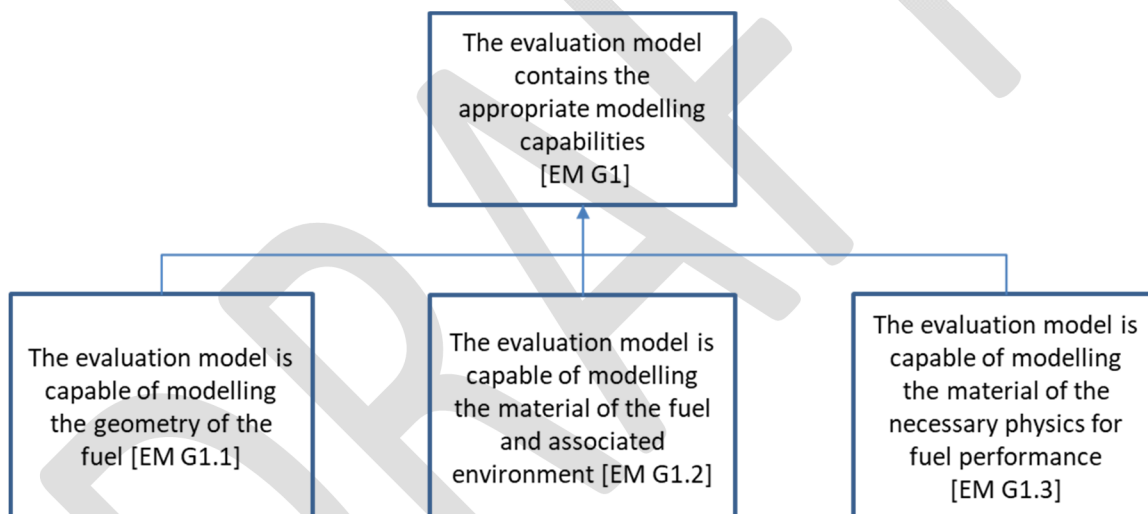 The evaluation model
contains the
appropriate modelling
capabilities
[EM G1]
The evaluation model is
capable of modelling
the geometry of the
fuel [EM G1.1]
The evaluation model is
capable of modelling
the material of the fuel
and associated
environment [EM G1.2]
The evaluation model is
capable of modelling
the material of the
necessary physics for
fuel performance
[EM G1.3]
DRAFT